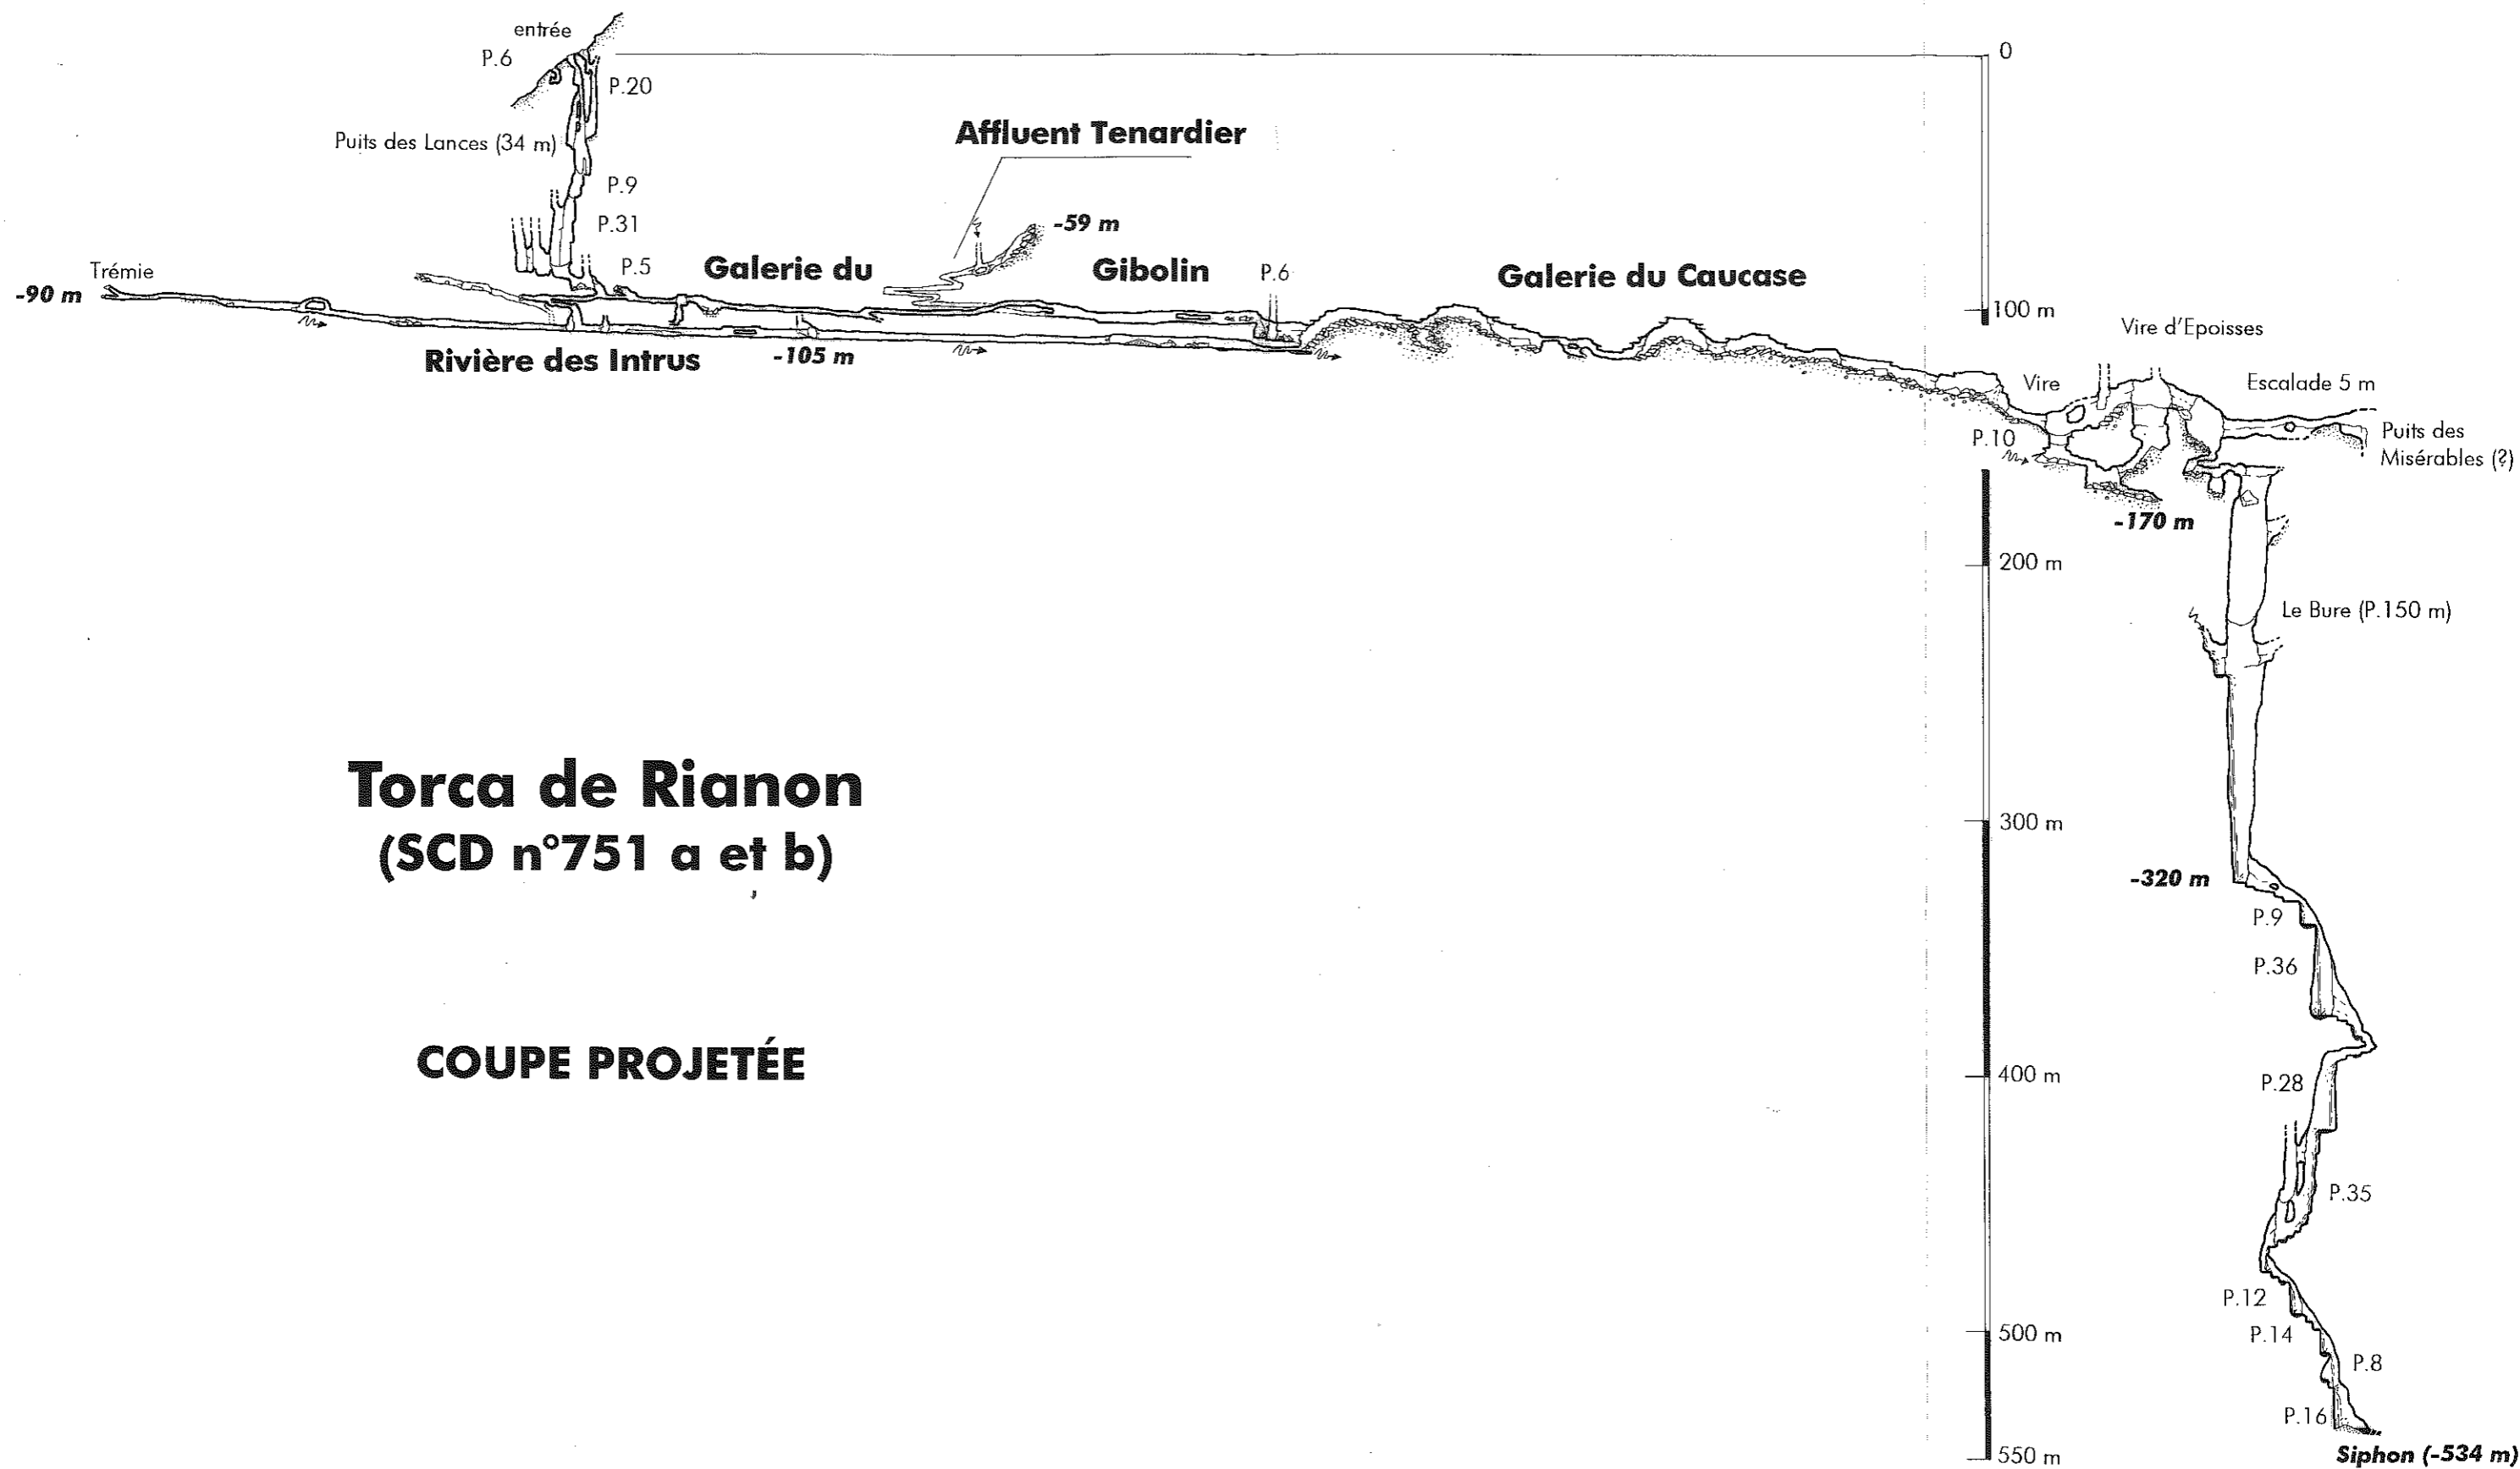 entrée
P.6
0
P.20
Affluent Tenardier
Puits des Lances (34 m)
P.9
P.31
-59 m
Trémie
P.5
Galerie du
Gibolin
P.6
Galerie du Caucase
-90 m
100 m
Vire d'Epoisses
Rivière des Intrus
-105 m
Vire
Escalade 5 m
P.10
Puits des
Misérables (?)
-170 m
200 m
Le Bure (P.150 m)
Torca de Rianon
(SCD n°751 a et b)
300 m
-320 m
P.9
P.36
COUPE PROJETÉE
400 m
P.28
P.35
P.12
500 m
P.14
P.8
P.16
550 m
Siphon (-534 m)